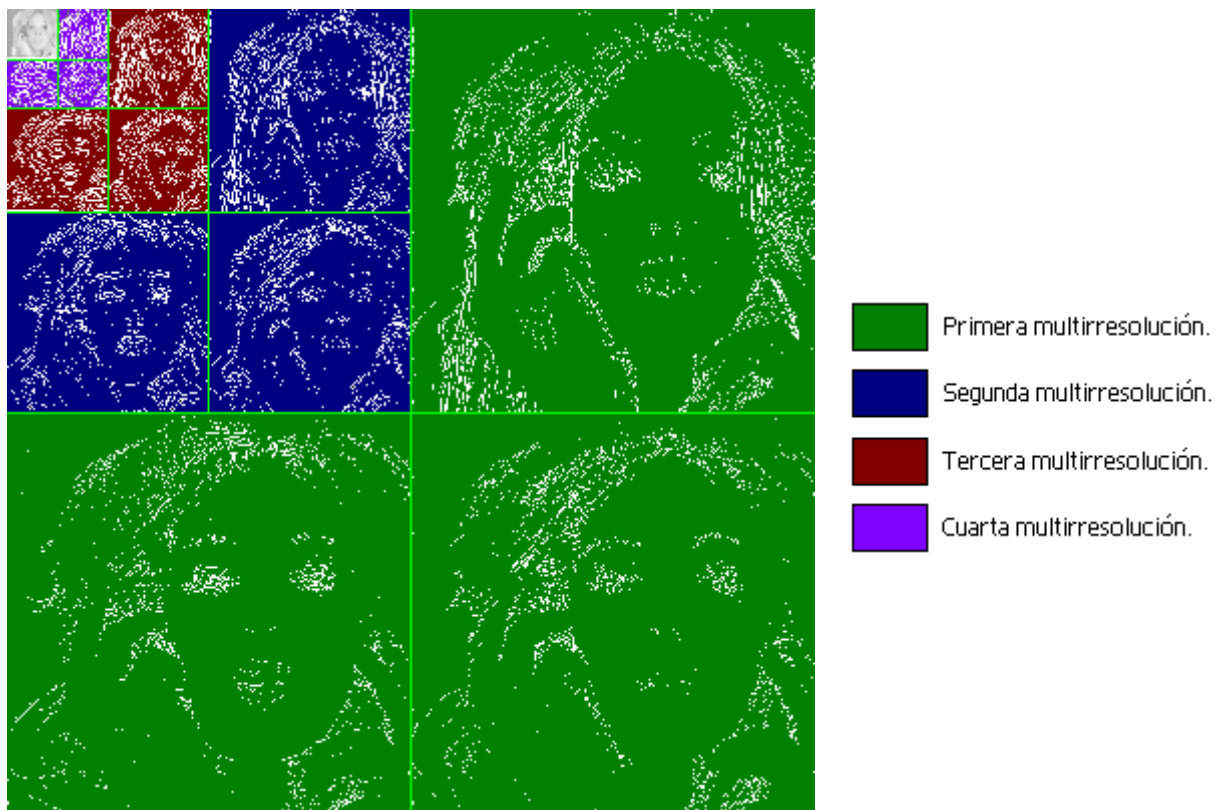 Primera multirresolución.
Segunda multirresolución.
Tercera multirresolución.
Cuarta multirresolución.